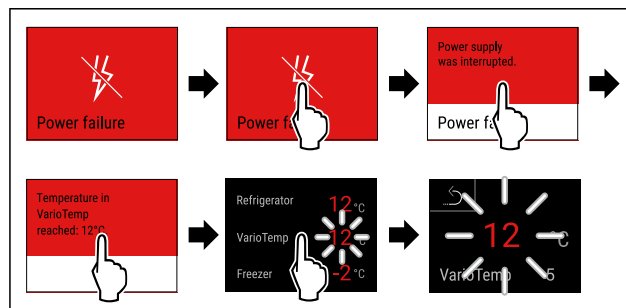 Power failure
Power fa
Power supply
was interrupted.
Power fa
Temperature in
VarioTemp
reached: 12°C
Refrigerator 12 °C
VarioTemp 12 °C
Freezer -2 °C
12 °C
VarioTemp 5